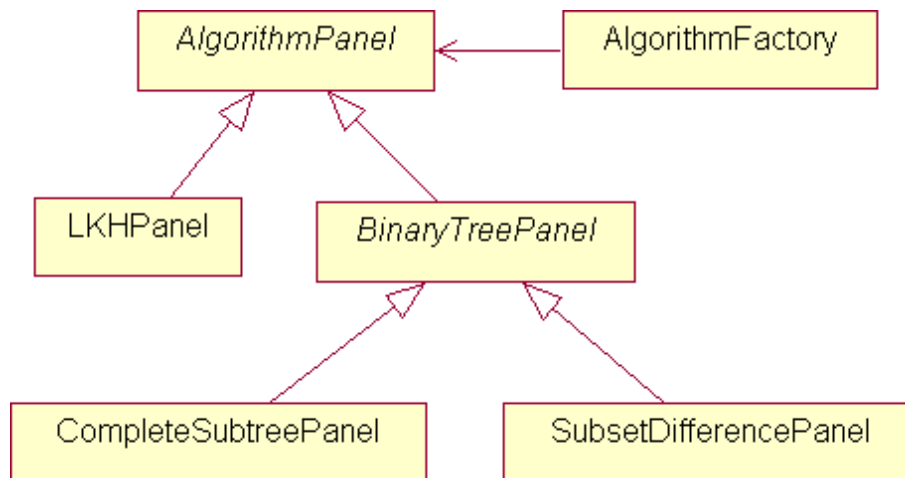 AlgorithmPanel
AlgorithmFactory
LKHPanel
BinaryTreePanel
CompleteSubtreePanel
SubsetDifferencePanel